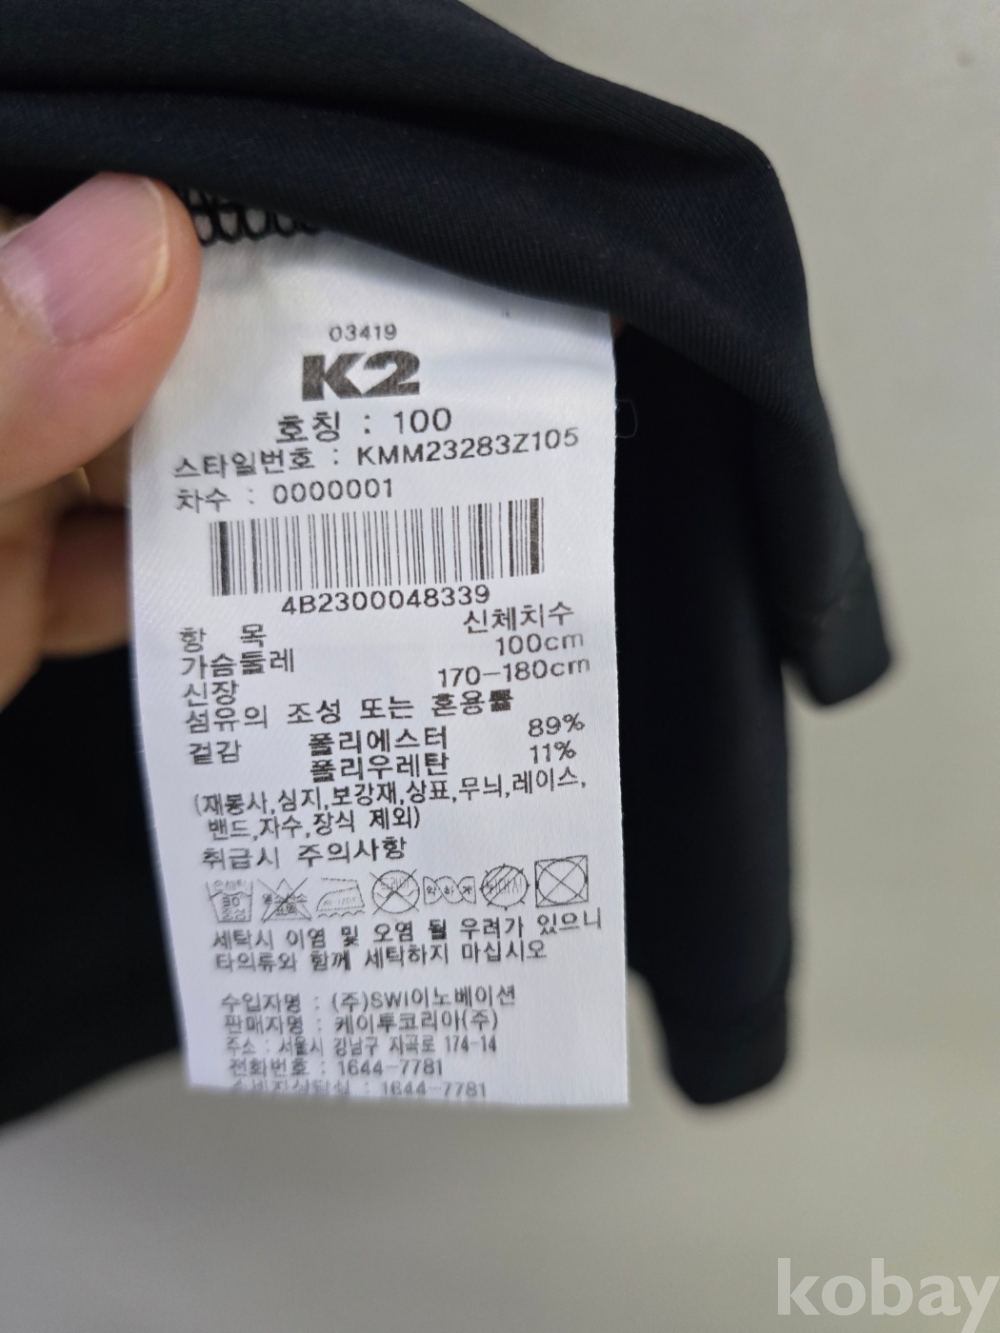 03419
K2
호칭 : 100
스타일번호 : KMM23283Z105
차수 : 0000001
4B2300048339
항 목 신체치수
가슴둘레 100cm
신장 170-180cm
섬유의 조성 또는 혼용률
겉감 폴리에스터 89%
폴리우레탄 11%
(재봉사,심지,보강재,상표,무늬,레이스,
밴드,자수,장식 제외)
취급시 주의사항
30
세탁시 이염 및 오염 될 우려가 있으니
타의류와 함께 세탁하지 마십시오
수입자명 : (주)SWI이노베이션
판매자명 : 케이투코리아(주)
주소 : 서울시 강남구 자곡로 174-14
전화번호 : 1644-7781
소비자상담실 : 1644-7781
kobay